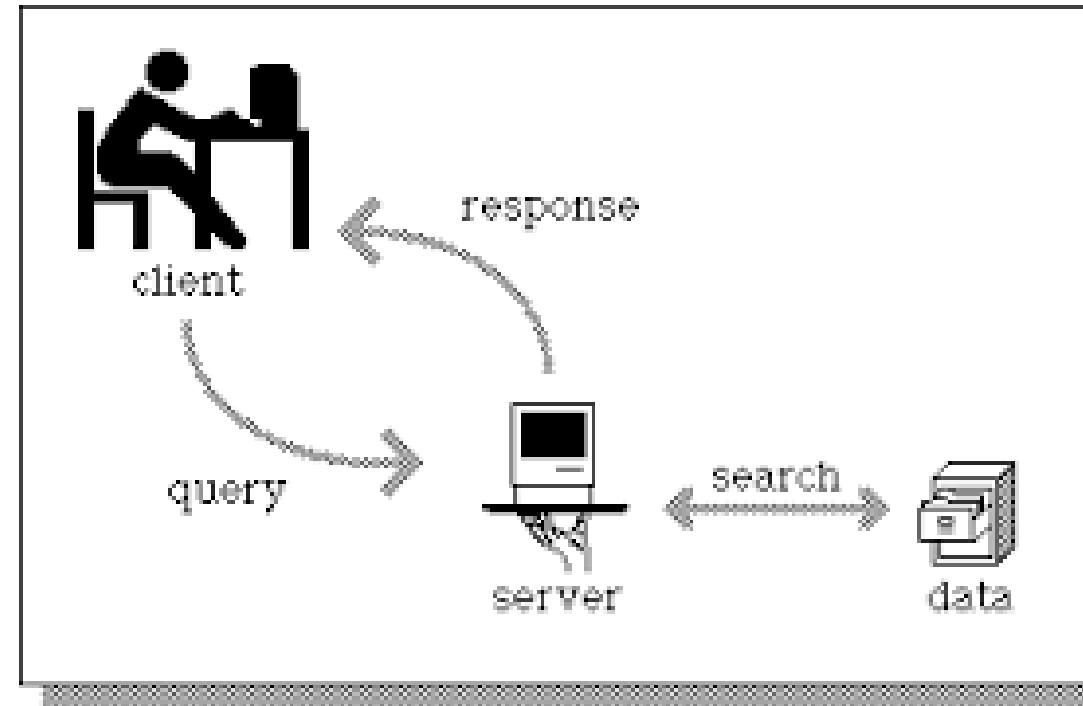 response
client
query
search
server
data